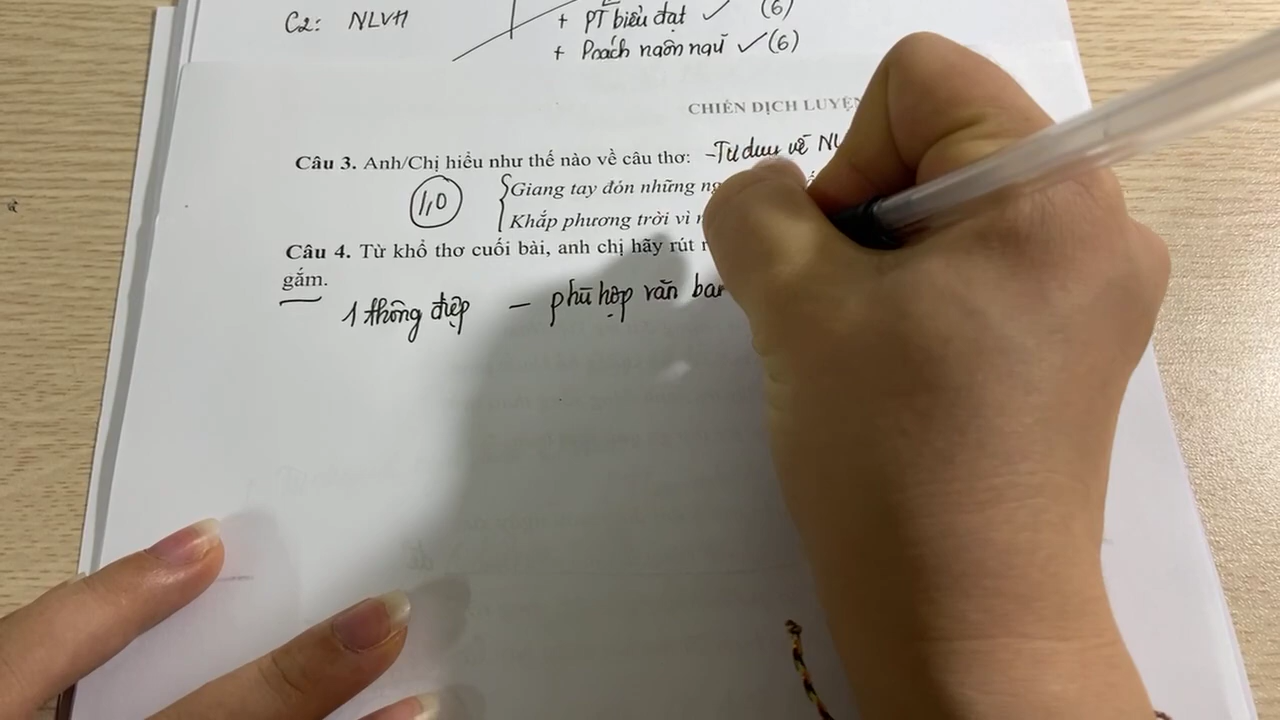 C2: NLVH + PT biểu đạt ✓ (6)
+ Pcách ngôn ngữ ✓ (6)
CHIẾN DỊCH LUYỆN
Câu 3. Anh/Chị hiểu như thế nào về câu thơ: - Tư duy về NL
1,0 Giang tay đón những
Khắp phương trời vì
Câu 4. Từ khổ thơ cuối bài, anh chị hãy rút
gắm.
1 thông điệp – phù hợp văn bản